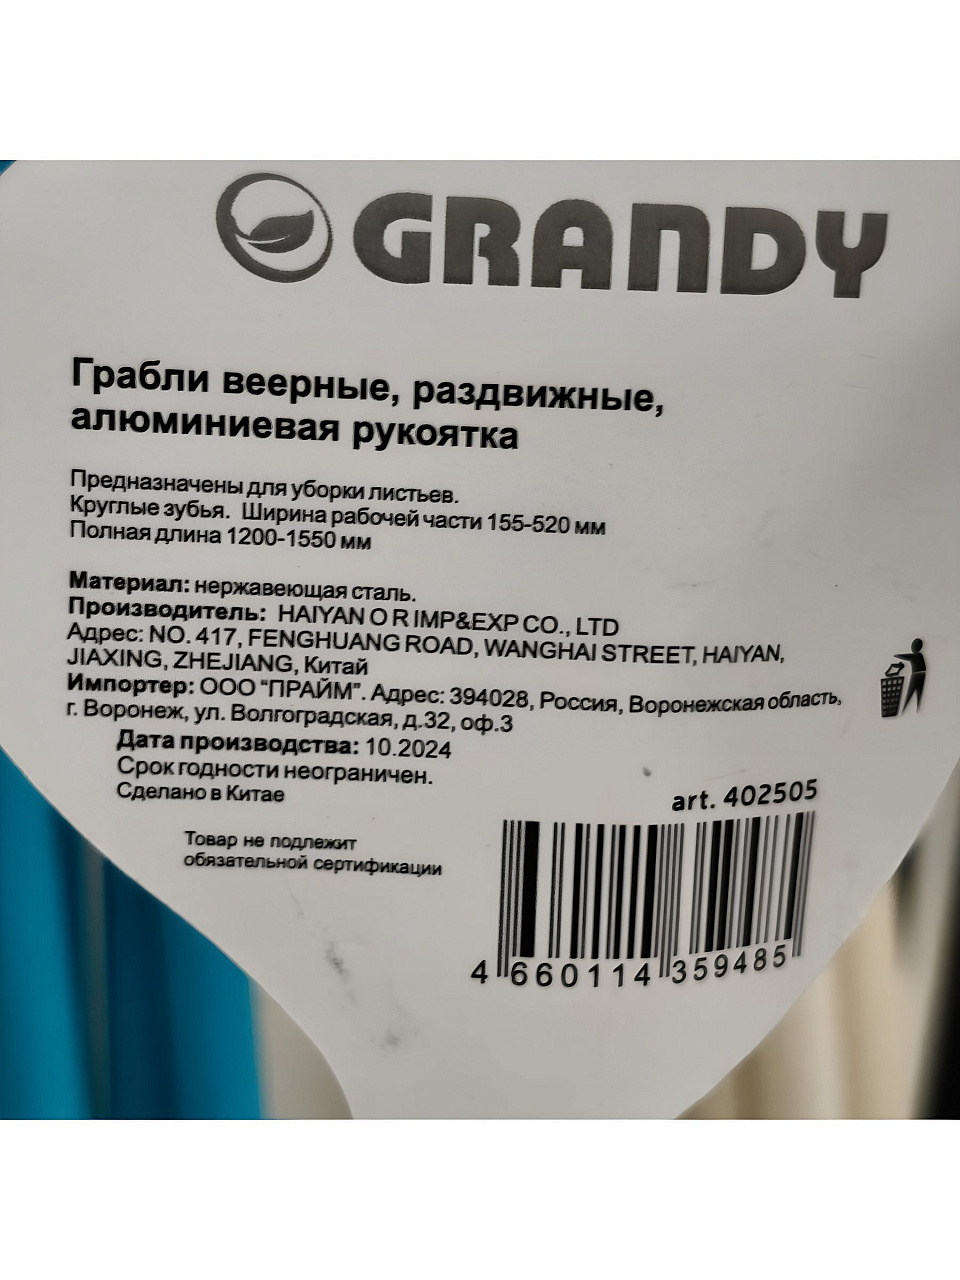 GRANDY
Грабли веерные, раздвижные,
алюминиевая рукоятка
Предназначены для уборки листьев.
Круглые зубья. Ширина рабочей части 155-520 мм
Полная длина 1200-1550 мм
Материал: нержавеющая сталь.
Производитель: HAIYAN O R IMP&EXP CO., LTD
Адрес: NO. 417, FENGHUANG ROAD, WANGHAI STREET, HAIYAN,
JIAXING, ZHEJIANG, Китай
Импортер: ООО “ПРАЙМ”. Адрес: 394028, Россия, Воронежская область,
г. Воронеж, ул. Волгоградская, д.32, оф.3
Дата производства: 10.2024
Срок годности неограничен.
Сделано в Китае
art. 402505
Товар не подлежит
обязательной сертификации
4 660114 359485